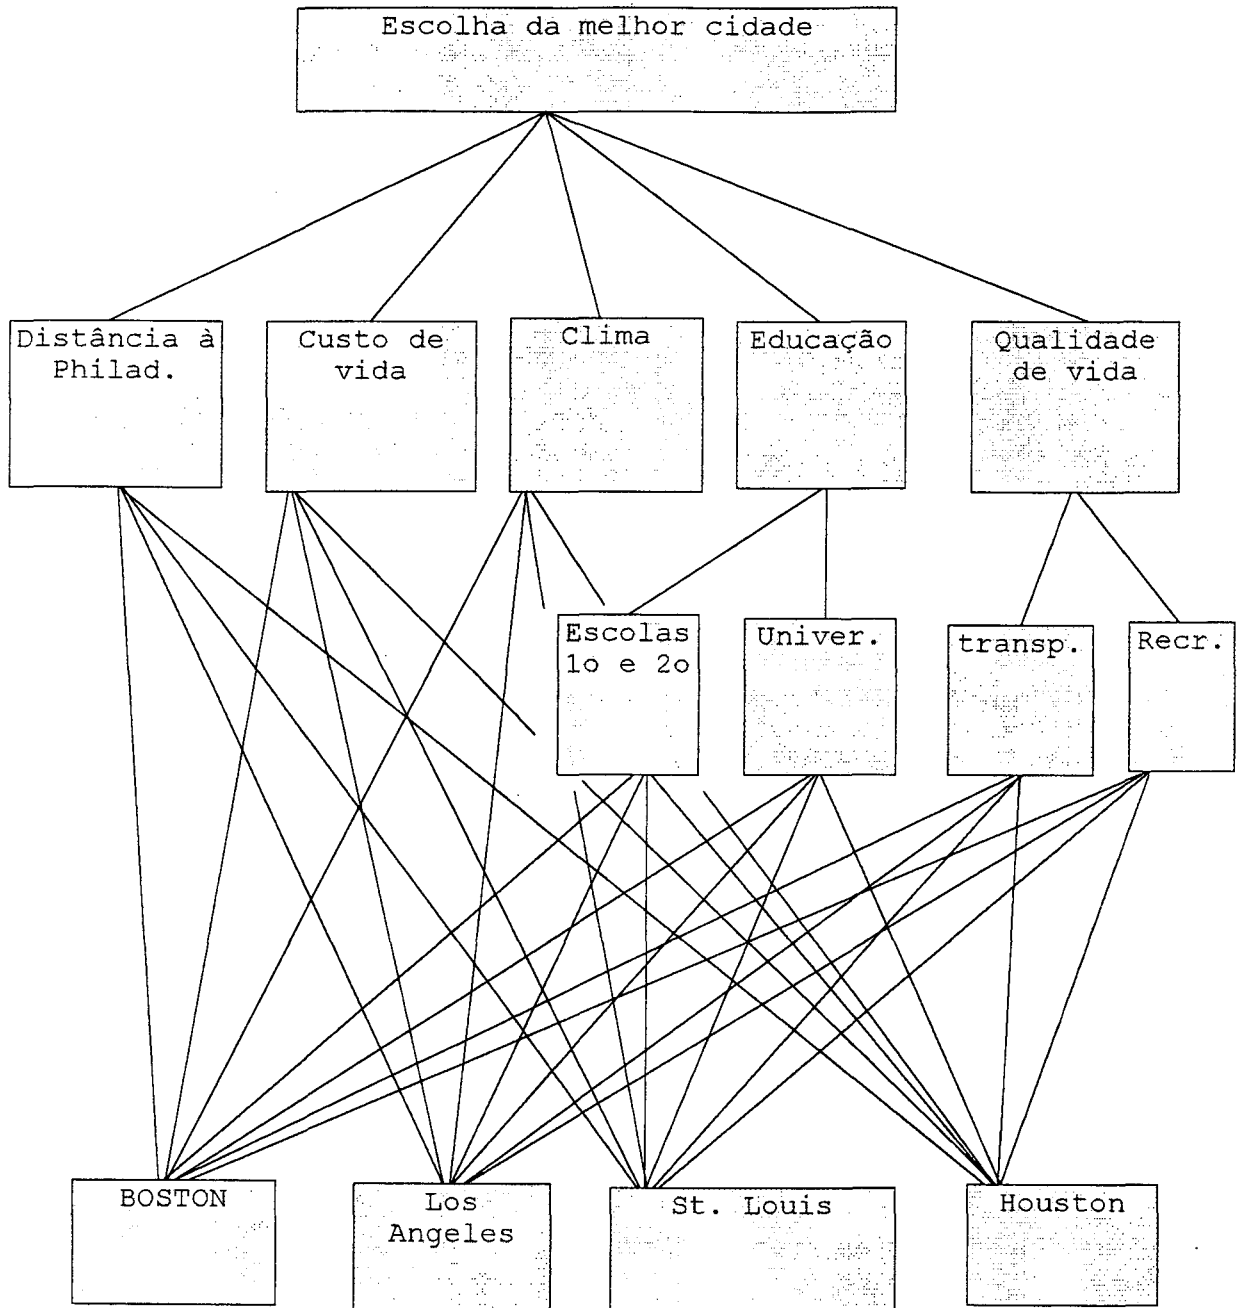 Escolha da melhor cidade
Distância à
Philad.
Custo de
vida
Clima
Educação
Qualidade
de vida
Escolas
1o e 2o
Univer.
transp.
Recr.
BOSTON
Los
Angeles
St. Louis
Houston